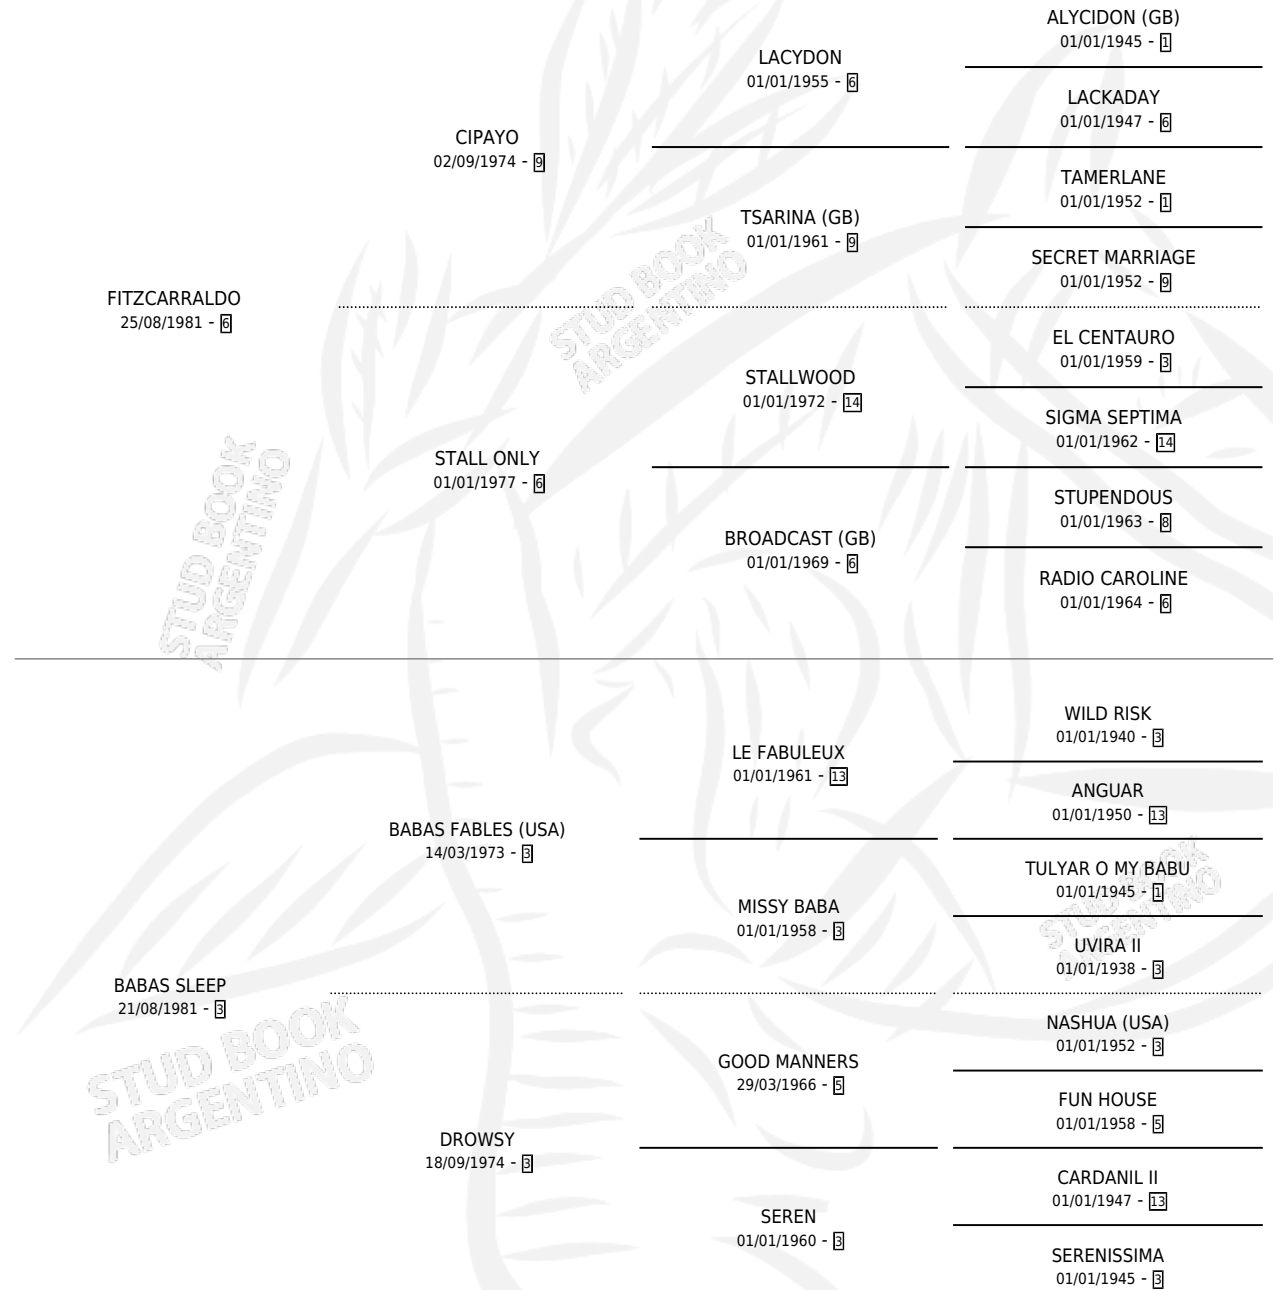 ALYCIDON (GB)
01/01/1945 - 1
LACYDON
01/01/1955 - 6
LACKADAY
01/01/1947 - 6
CIPAYO
02/09/1974 - 9
TAMERLANE
01/01/1952 - 1
TSARINA (GB)
01/01/1961 - 9
SECRET MARRIAGE
01/01/1952 - 9
FITZCARRALDO
25/08/1981 - 6
EL CENTAURO
01/01/1959 - 3
STALLWOOD
01/01/1972 - 14
SIGMA SEPTIMA
01/01/1962 - 14
STALL ONLY
01/01/1977 - 6
STUPENDOUS
01/01/1963 - 8
BROADCAST (GB)
01/01/1969 - 6
RADIO CAROLINE
01/01/1964 - 6
WILD RISK
01/01/1940 - 3
LE FABULEUX
01/01/1961 - 13
ANGUAR
01/01/1950 - 13
BABAS FABLES (USA)
14/03/1973 - 3
TULYAR O MY BABU
01/01/1945 - 1
MISSY BABA
01/01/1958 - 3
UVIRA II
01/01/1938 - 3
BABAS SLEEP
21/08/1981 - 3
NASHUA (USA)
01/01/1952 - 3
GOOD MANNERS
29/03/1966 - 5
FUN HOUSE
01/01/1958 - 5
DROWSY
18/09/1974 - 3
CARDANIL II
01/01/1947 - 13
SEREN
01/01/1960 - 3
SERENISSIMA
01/01/1945 - 3
STUD BOOK
ARGENTINO
STUD BOOK
ARGENTINO
STUD BOOK
ARGENTINO
STUD BOOK
ARGENTINO